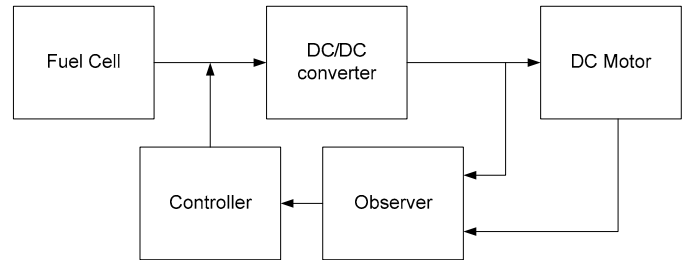 Fuel Cell
DC/DC
converter
DC Motor
Controller
Observer